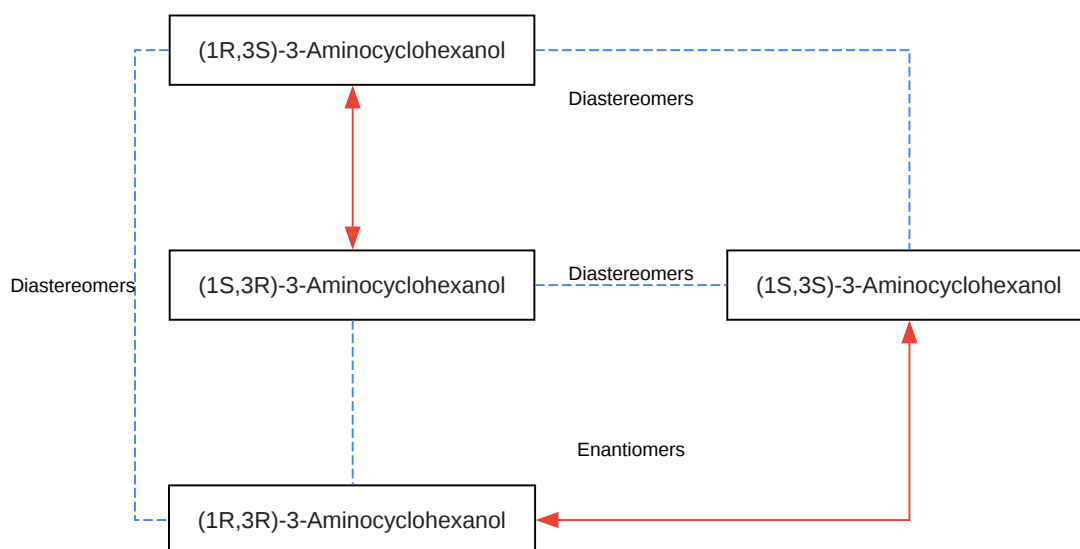 (1R,3S)-3-Aminocyclohexanol
Diastereomers
(1S,3R)-3-Aminocyclohexanol
Diastereomers
(1S,3S)-3-Aminocyclohexanol
Diastereomers
Enantiomers
(1R,3R)-3-Aminocyclohexanol